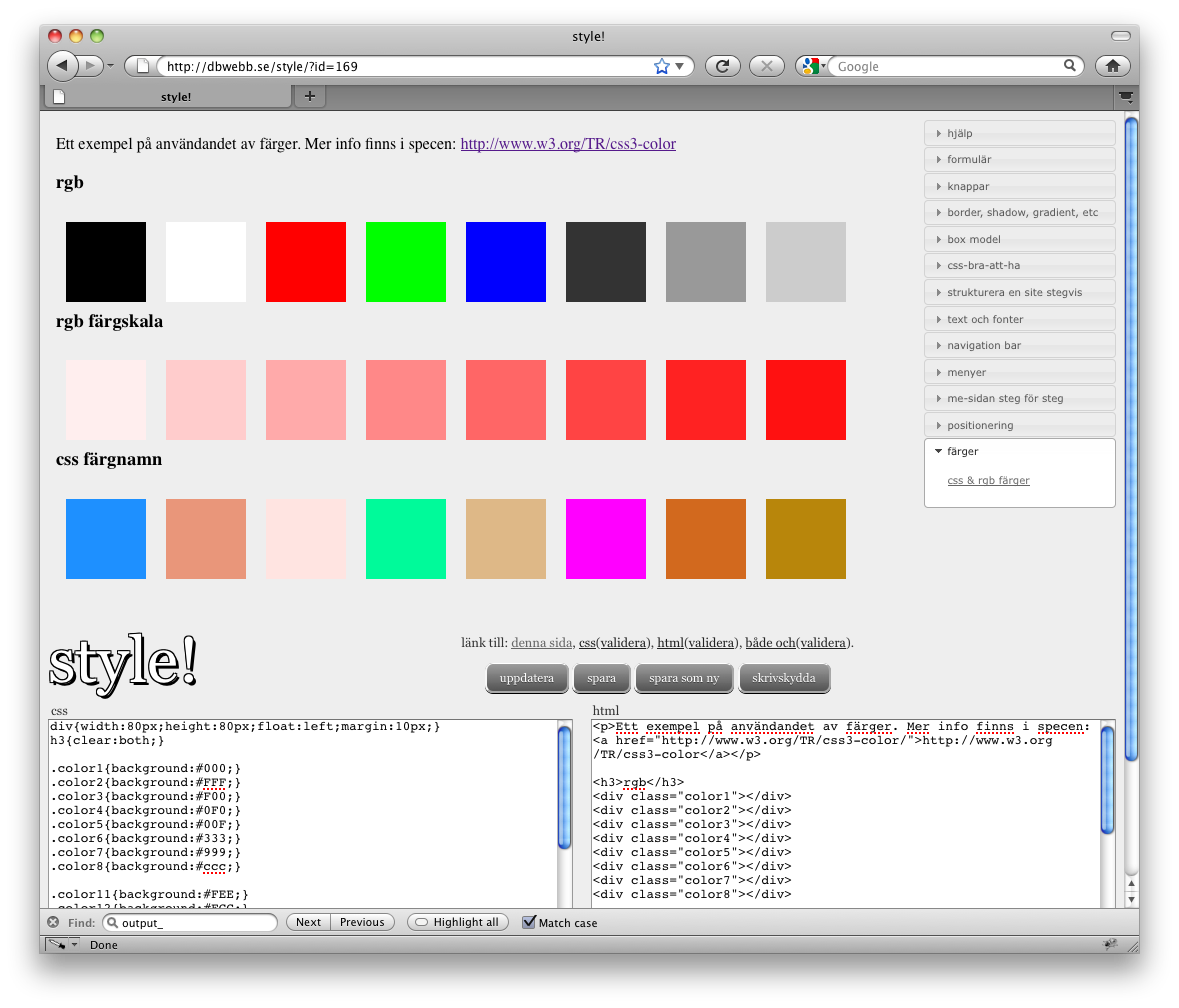 style!
http://dbwebb.se/style/?id=169
Google
style!
Ett exempel på användandet av färger. Mer info finns i specen: http://www.w3.org/TR/css3-color
rgb
rgb färgskala
css färgnamn
hjälp
formulär
knappar
border, shadow, gradient, etc
box model
css-bra-att-ha
strukturera en site stegvis
text och fonter
navigation bar
menyer
me-sidan steg för steg
positionering
färger
css & rgb färger
style!
länk till: denna sida, css(validera), html(validera), både och(validera).
uppdatera spara spara som ny skrivskydda
css
div{width:80px;height:80px;float:left;margin:10px;}
h3{clear:both;}
.color1{background:#000;}
.color2{background:#FFF;}
.color3{background:#F00;}
.color4{background:#0F0;}
.color5{background:#00F;}
.color6{background:#333;}
.color7{background:#999;}
.color8{background:#ccc;}
.color11{background:#FEE;}
.color12{background:#FCC;}
html
<p>Ett exempel på användandet av färger. Mer info finns i specen:
<a href="http://www.w3.org/TR/css3-color/">http://www.w3.org
/TR/css3-color</a></p>
<h3>rgb</h3>
<div class="color1"></div>
<div class="color2"></div>
<div class="color3"></div>
<div class="color4"></div>
<div class="color5"></div>
<div class="color6"></div>
<div class="color7"></div>
<div class="color8"></div>
Find: output_ Next Previous Highlight all Match case
Done